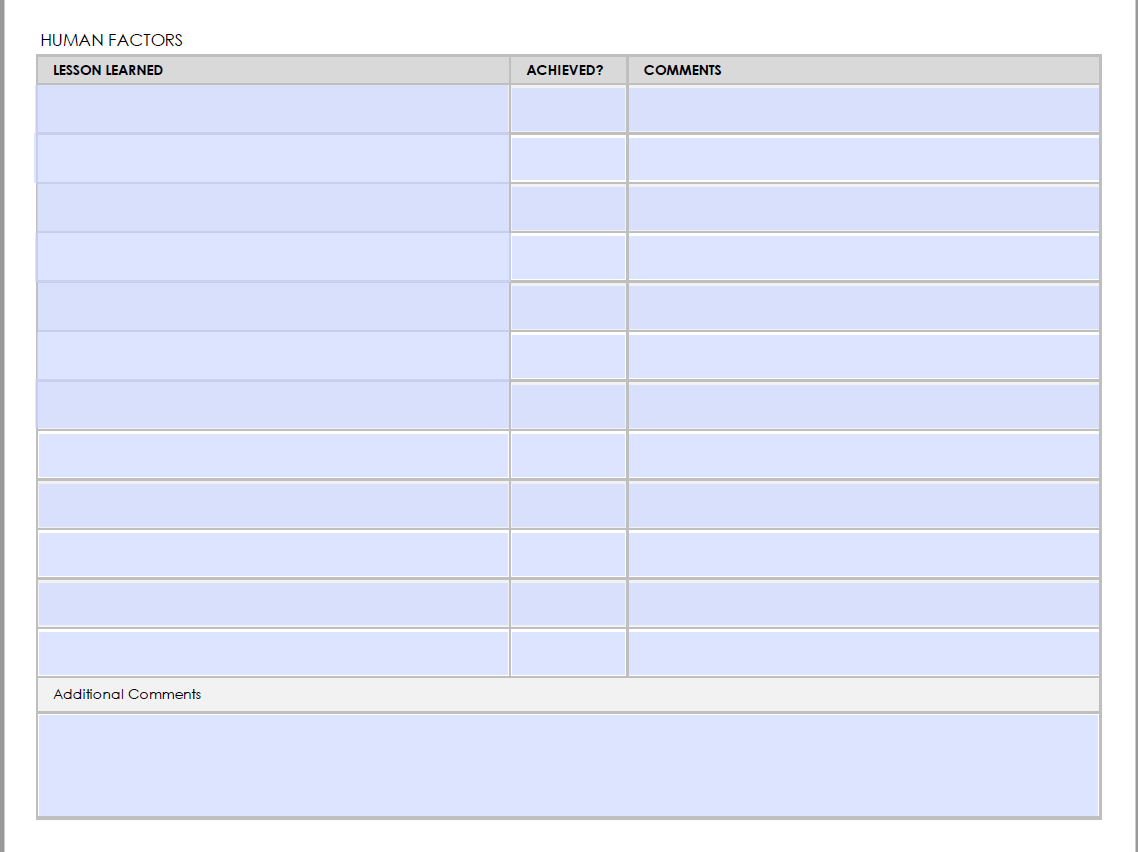 HUMAN FACTORS
LESSON LEARNED ACHIEVED? COMMENTS
Additional Comments